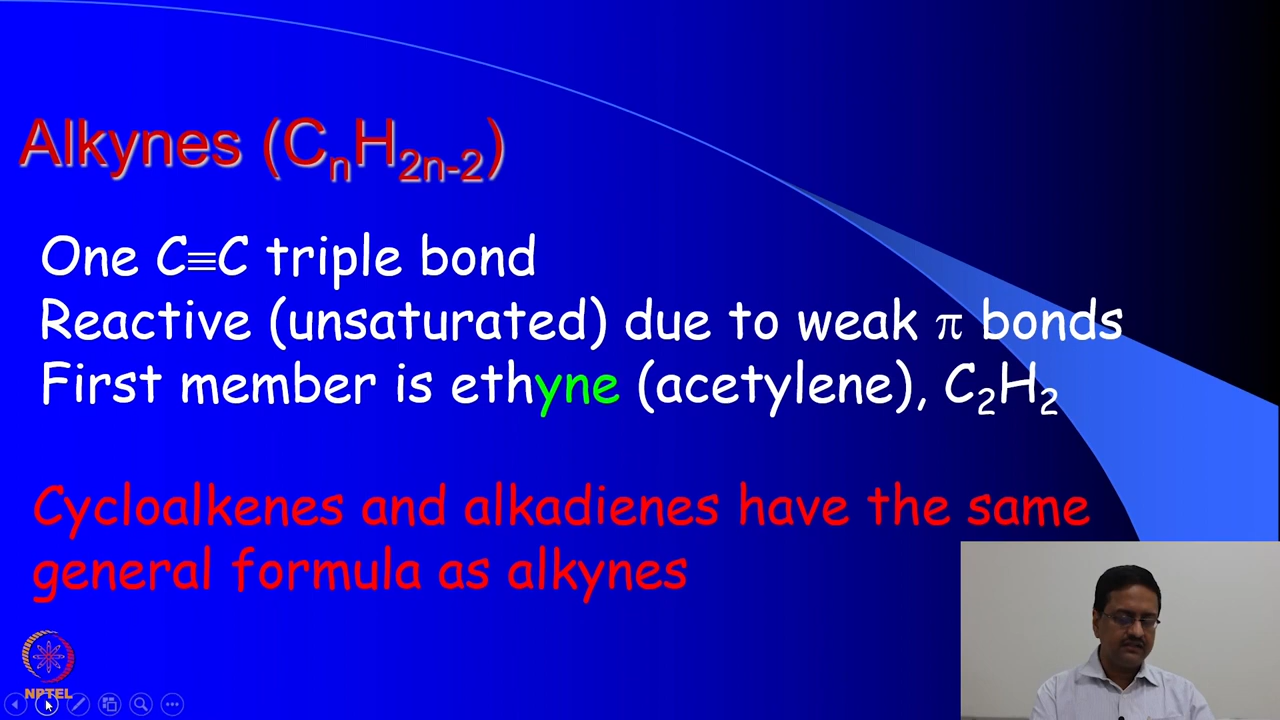 Alkynes (CₙH₂ₙ₋₂)
One C≡C triple bond
Reactive (unsaturated) due to weak π bonds
First member is ethyne (acetylene), C₂H₂
Cycloalkenes and alkadienes have the same
general formula as alkynes
NPTEL